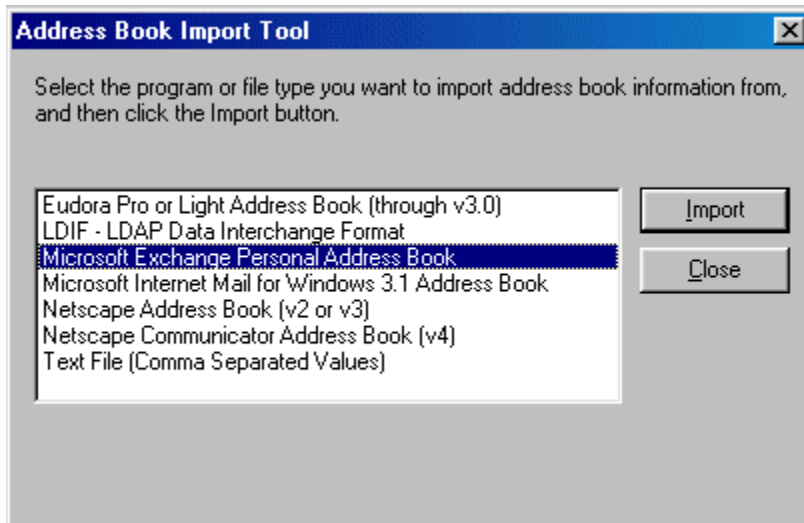 Address Book Import Tool
Select the program or file type you want to import address book information from,
and then click the Import button.
Eudora Pro or Light Address Book (through v3.0)
LDIF - LDAP Data Interchange Format
Microsoft Exchange Personal Address Book
Microsoft Internet Mail for Windows 3.1 Address Book
Netscape Address Book (v2 or v3)
Netscape Communicator Address Book (v4)
Text File (Comma Separated Values)
Import
Close